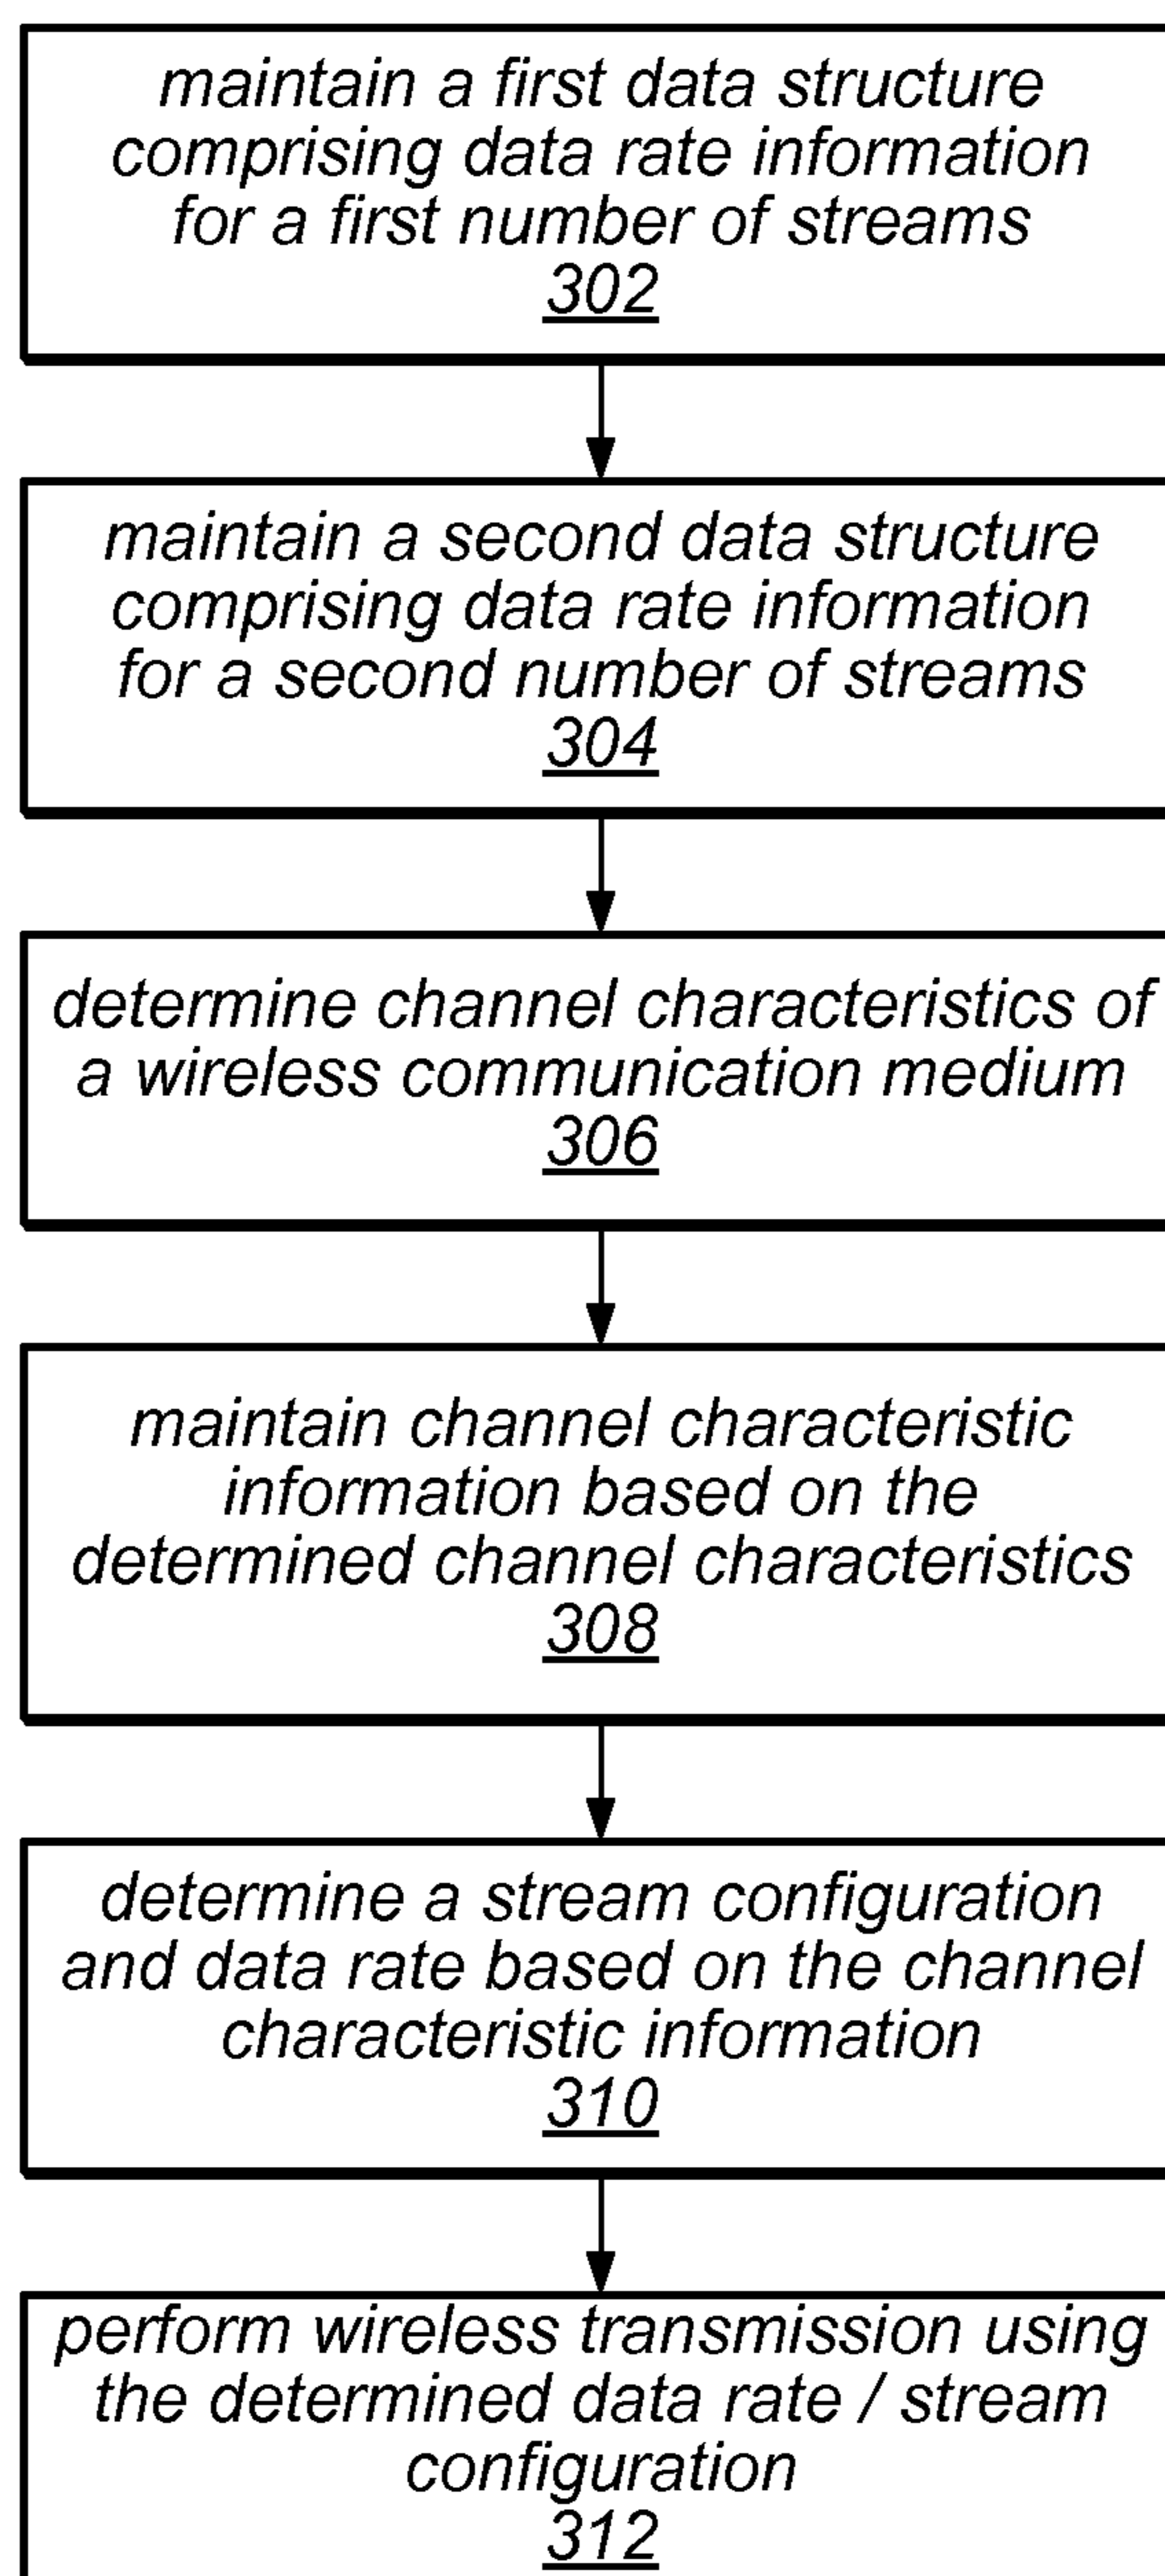 maintain a first data structure
comprising data rate information
for a first number of streams
302
maintain a second data structure
comprising data rate information
for a second number of streams
304
determine channel characteristics of
a wireless communication medium
306
maintain channel characteristic
information based on the
determined channel characteristics
308
determine a stream configuration
and data rate based on the channel
characteristic information
310
perform wireless transmission using
the determined data rate / stream
configuration
312